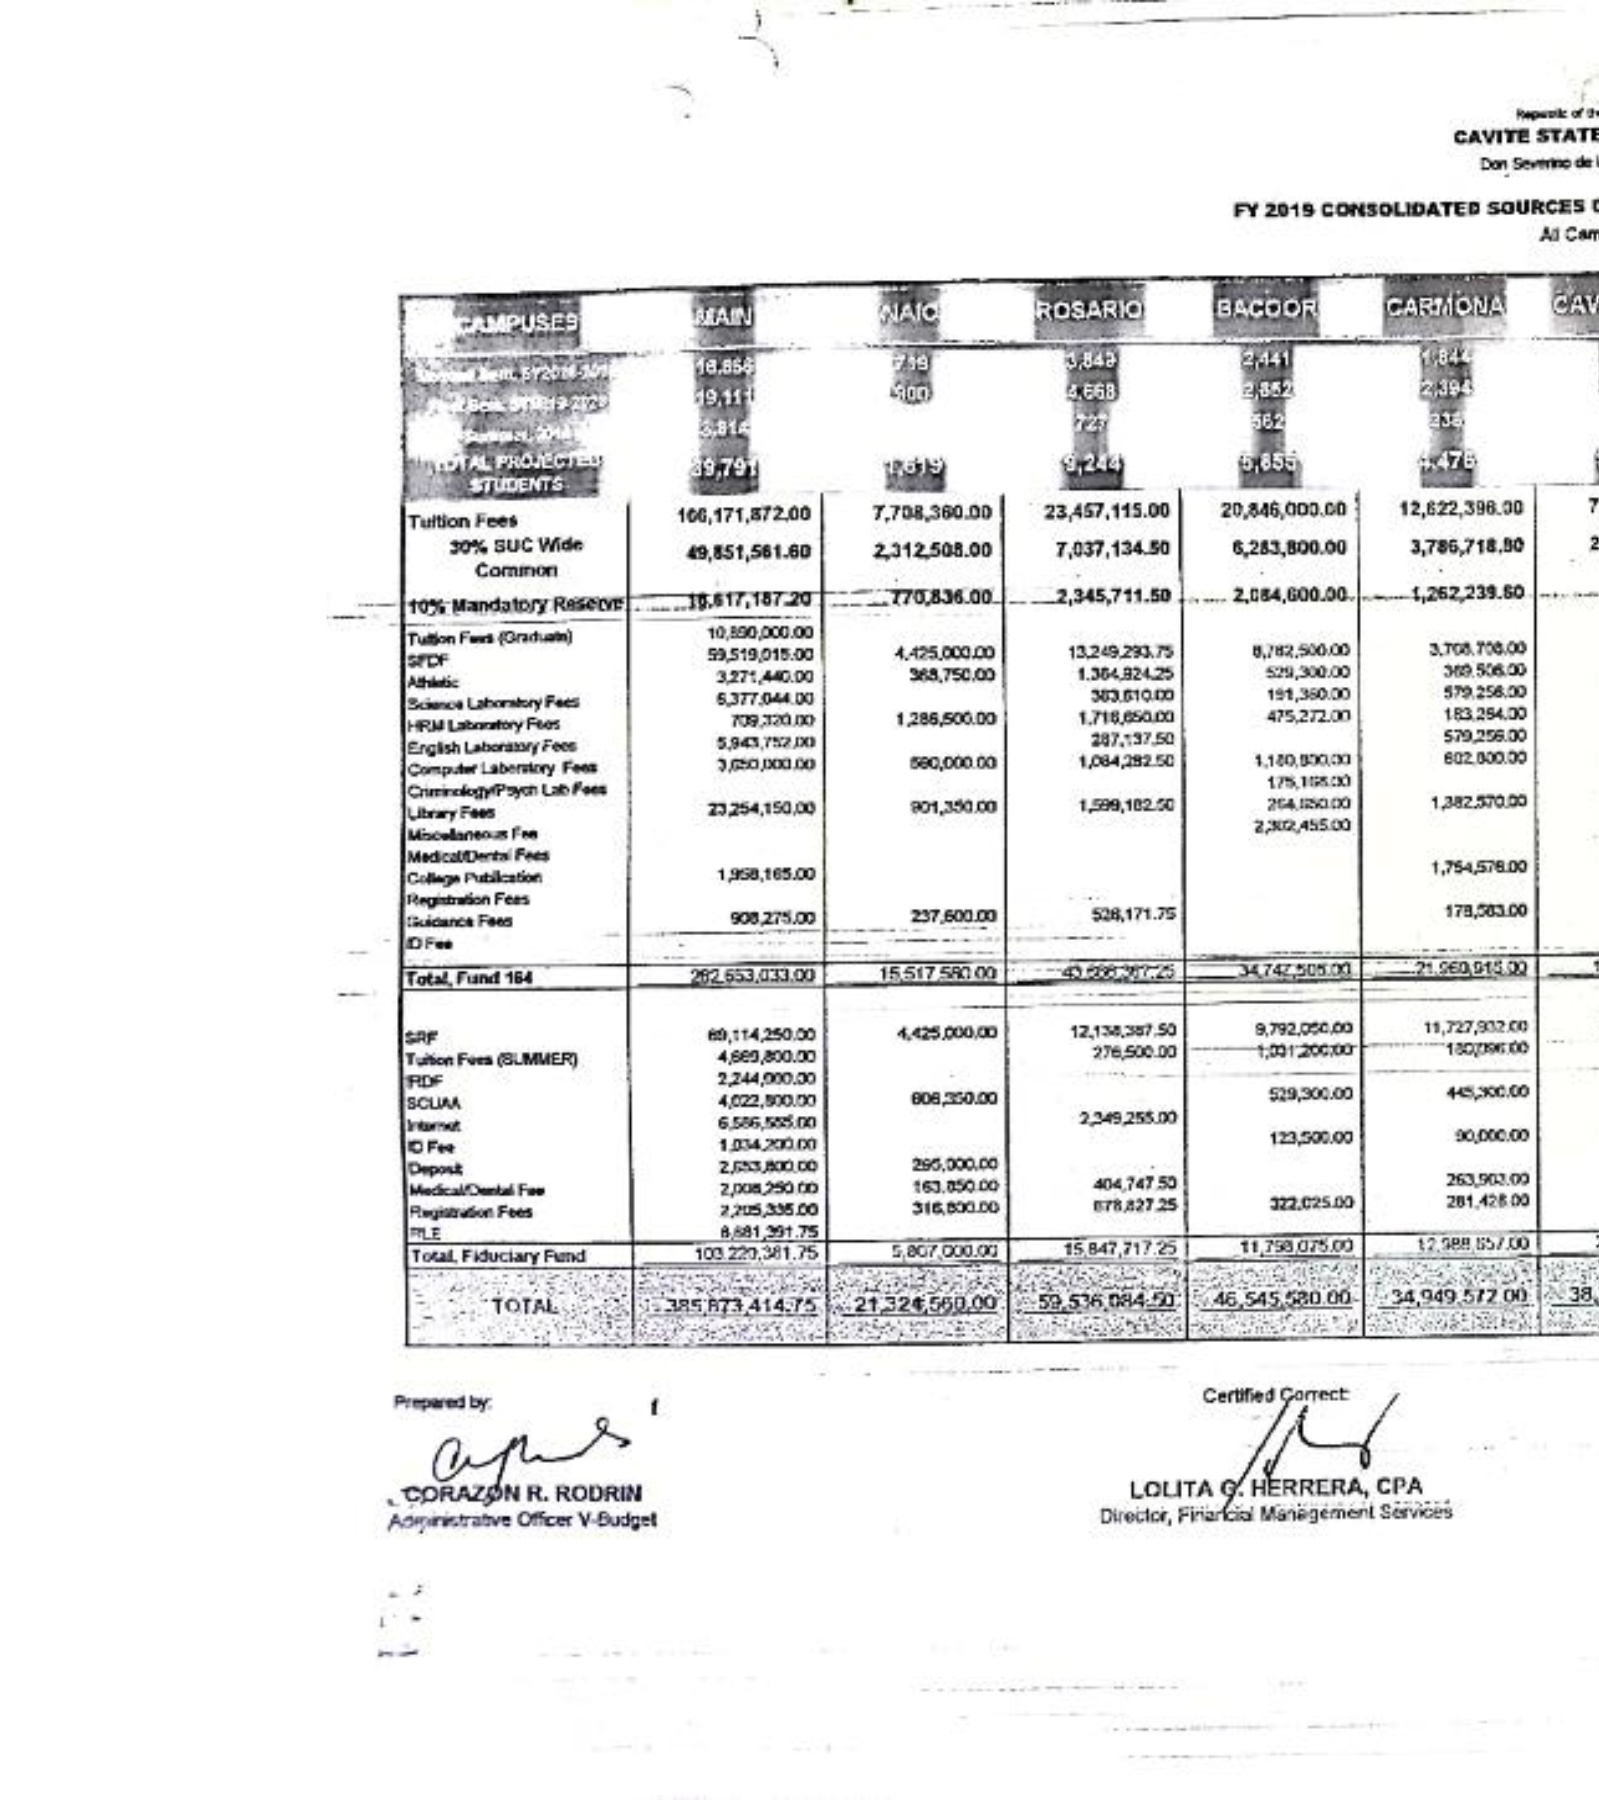 Republic of th
CAVITE STATE
Don Severino de l
FY 2019 CONSOLIDATED SOURCES O
All Cam
CAMPUSES MAIN NAIC ROSARIO BACOOR CARMONA CAV
719 3,849 2,441 1,844
19,111 900 4,668 2,852 2,394
3,814 727 562 238
TOTAL PROJECTED STUDENTS 39,791 1,619 9,244 5,855 4,476
Tuition Fees 166,171,872.00 7,708,360.00 23,457,115.00 20,846,000.00 12,622,396.00 7
30% SUC Wide Common 49,851,561.60 2,312,508.00 7,037,134.50 6,253,800.00 3,786,718.80 2
10% Mandatory Reserve 16,617,187.20 770,836.00 2,345,711.50 2,084,600.00 1,262,239.60
Tuition Fees (Graduate) 10,890,000.00
SFDF 59,519,015.00 4,425,000.00 13,249,293.75 8,782,500.00 3,708,708.00
Athletic 3,271,440.00 368,750.00 1,364,924.25 529,300.00 369,506.00
Science Laboratory Fees 6,377,044.00 383,610.00 191,360.00 579,256.00
HRM Laboratory Fees 709,320.00 1,286,500.00 1,716,650.00 475,272.00 183,294.00
English Laboratory Fees 5,943,752.00 287,137.50 579,256.00
Computer Laboratory Fees 3,650,000.00 590,000.00 1,084,282.50 1,180,800.00 602,800.00
Criminology/Psych Lab Fees 175,168.00
Library Fees 23,254,150.00 901,350.00 1,599,182.50 264,650.00 1,382,570.00
Miscellaneous Fee 2,302,455.00
Medical/Dental Fees
College Publication 1,958,165.00 1,754,576.00
Registration Fees
Guidance Fees 908,275.00 237,600.00 528,171.75 178,583.00
ID Fee
Total, Fund 164 282,653,033.00 15,517,560.00 43,688,367.25 34,747,505.00 21,960,915.00
SRF 69,114,250.00 4,425,000.00 12,138,387.50 9,792,050.00 11,727,932.00
Tuition Fees (SUMMER) 4,669,800.00 276,500.00 1,031,200.00 180,096.00
RDF 2,244,000.00
SCUAA 4,022,800.00 606,350.00 529,300.00 445,300.00
Internet 6,586,555.00 2,349,255.00
ID Fee 1,034,200.00 123,500.00 90,000.00
Deposit 2,653,800.00 295,000.00
Medical/Dental Fee 2,008,250.00 163,850.00 404,747.50 263,903.00
Registration Fees 2,205,335.00 316,800.00 678,827.25 322,025.00 281,426.00
RLE 8,681,391.75
Total, Fiduciary Fund 103,220,381.75 5,807,000.00 15,847,717.25 11,798,075.00 12,988,657.00
TOTAL 385,873,414.75 21,324,560.00 59,536,084.50 46,545,580.00 34,949,572.00 38,
Prepared by:
Certified Correct:
CORAZON R. RODRIN
LOLITA G. HERRERA, CPA
Administrative Officer V-Budget
Director, Financial Management Services